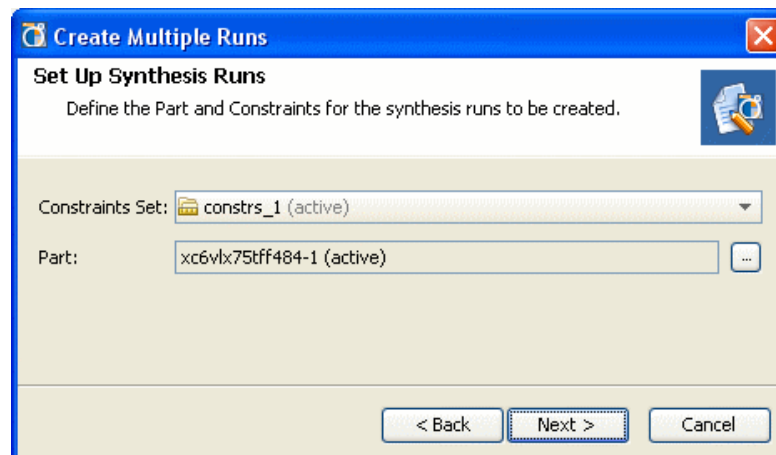 Create Multiple Runs
Set Up Synthesis Runs
Define the Part and Constraints for the synthesis runs to be created.
Constraints Set: constrs_1 (active)
Part: xc6vlx75tff484-1 (active) ...
< Back Next > Cancel